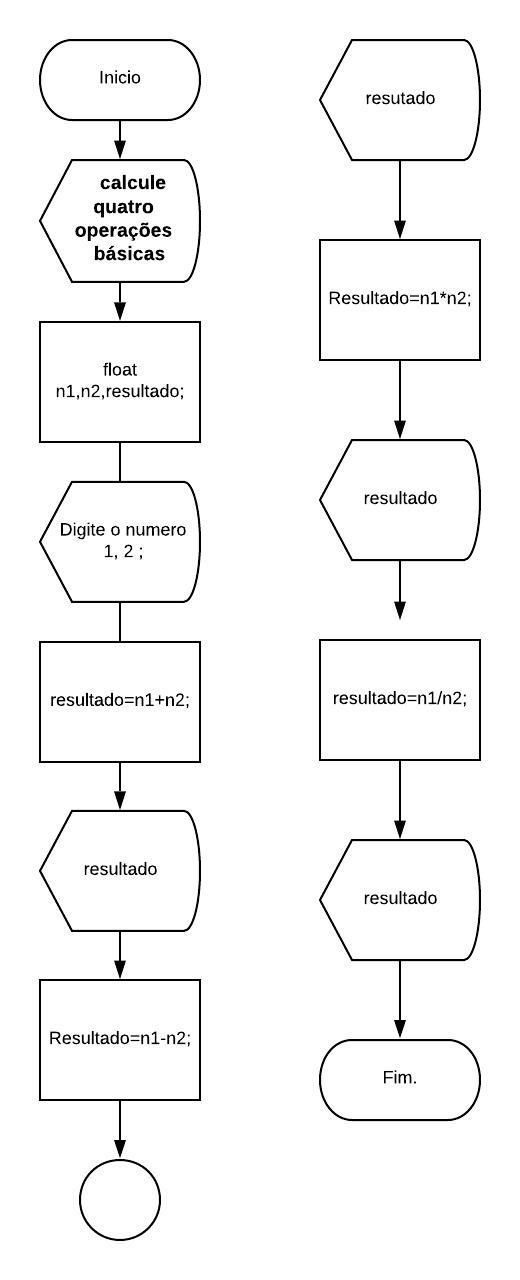 Inicio
calcule
quatro
operações
básicas
float
n1,n2,resultado;
Digite o numero
1, 2 ;
resultado=n1+n2;
resultado
Resultado=n1-n2;
resutado
Resultado=n1*n2;
resultado
resultado=n1/n2;
resultado
Fim.